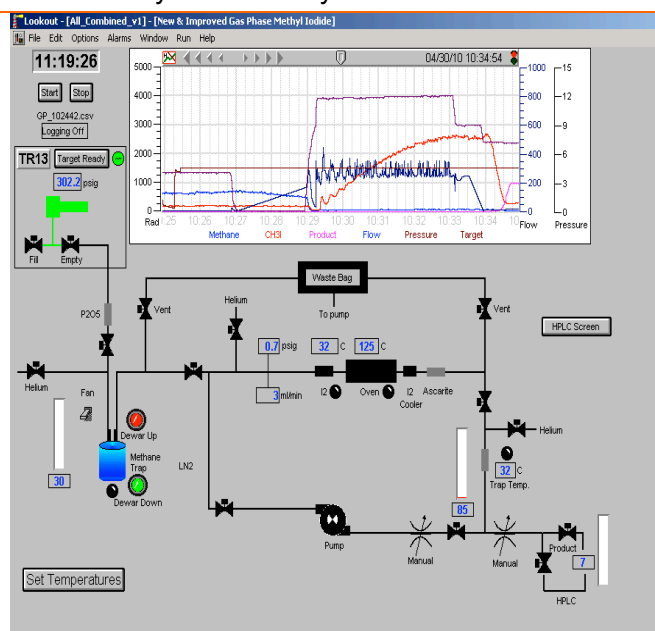 Lookout - [All_Combined_v1] - [New & Improved Gas Phase Methyl Iodide]
File Edit Options Alarms Window Run Help
11:19:26
04/30/10 10:34:54
Start Stop
GP_102442.csv
Logging Off
TR13 Target Ready
302.2 psig
Fill Empty
5000
4000
3000
2000
1000
0
1000
800
600
400
200
0
15
12
9
6
3
0
Rad .25 10.26 10.27 10.28 10.29 10.30 10.31 10.32 10.33 10.34 10 Flow Pressure
Methane CH3I Product Flow Pressure Target
Waste Bag
To pump
P2O5
Vent
Helium
Vent
HPLC Screen
0.7 psig
32 C
125 C
3 ml/min
I2
Oven
I2 Cooler
Ascarite
Helium
Fan
Dewar Up
Methane Trap
Dewar Down
30
LN2
Helium
32 C
Trap Temp.
85
Pump
Manual
Manual
Product
7
HPLC
Set Temperatures